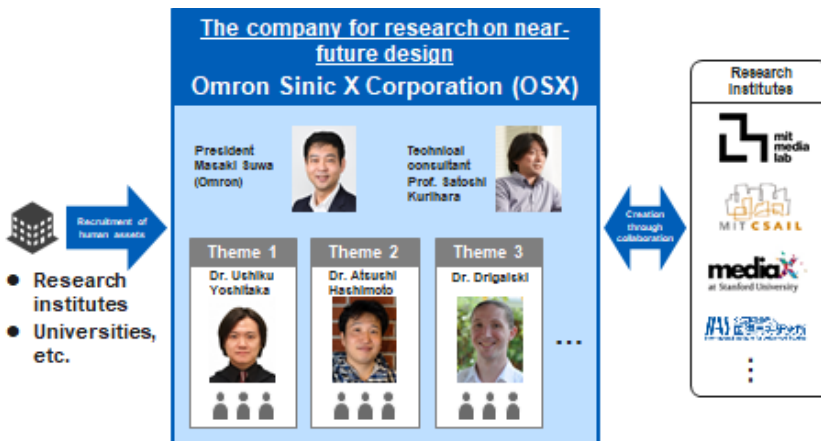 The company for research on near-
future design
Omron Sinic X Corporation (OSX)
President
Masaki Suwa
(Omron)
Technical
consultant
Prof. Satoshi
Kurihara
Recruitment of
human assets
● Research
institutes
● Universities,
etc.
Theme 1
Dr. Ushiku
Yoshitaka
Theme 2
Dr. Atsushi
Hashimoto
Theme 3
Dr. Drigalski
...
Creation
through
collaboration
Research
Institutes
mit
media
lab
MIT CSAIL
mediaX
at Stanford University